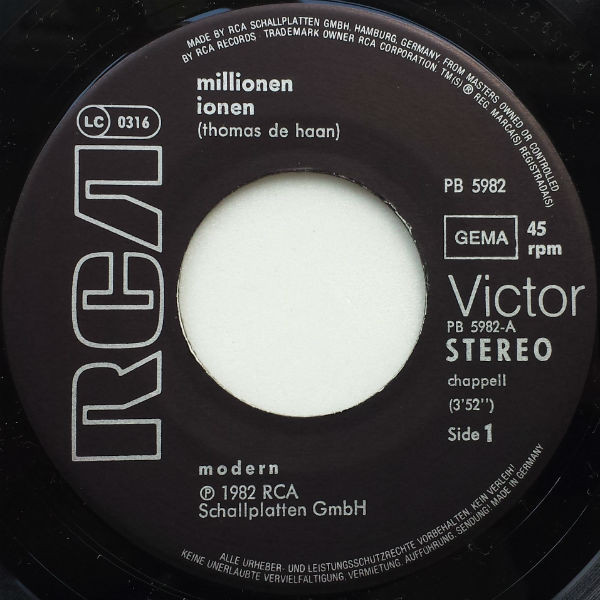 MADE BY RCA SCHALLPLATTEN GMBH, HAMBURG, GERMANY, FROM MASTERS OWNED OR CONTROLLED
BY RCA RECORDS TRADEMARK OWNER RCA CORPORATION. TM(S) ® REG. MARCA(S) REGISTRADA(S)
millionen
ionen
(thomas de haan)
LC 0316
RCA
PB 5982
GEMA
45
rpm
Victor
PB 5982-A
STEREO
chappell
(3'52'')
Side 1
modern
℗ 1982 RCA
Schallplatten GmbH
ALLE URHEBER- UND LEISTUNGSSCHUTZRECHTE VORBEHALTEN. KEIN VERLEIH!
KEINE UNERLAUBTE VERVIELFÄLTIGUNG, VERMIETUNG, AUFFÜHRUNG, SENDUNG! MADE IN GERMANY